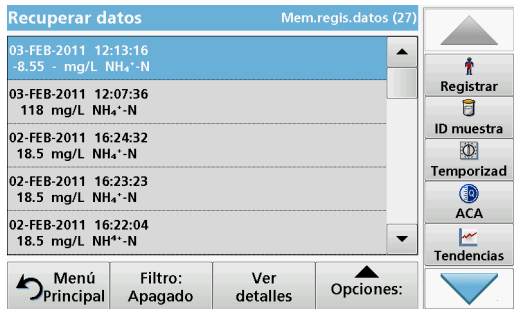 Recuperar datos
Mem.regis.datos (27)
03-FEB-2011 12:13:16
-8.55 - mg/L NH₄⁺-N
03-FEB-2011 12:07:36
118 mg/L NH₄⁺-N
02-FEB-2011 16:24:32
18.5 mg/L NH₄⁺-N
02-FEB-2011 16:23:23
18.5 mg/L NH₄⁺-N
02-FEB-2011 16:22:04
18.5 mg/L NH⁴⁺-N
Registrar
ID muestra
Temporizad
ACA
Tendencias
Menú
Principal
Filtro:
Apagado
Ver
detalles
Opciones: